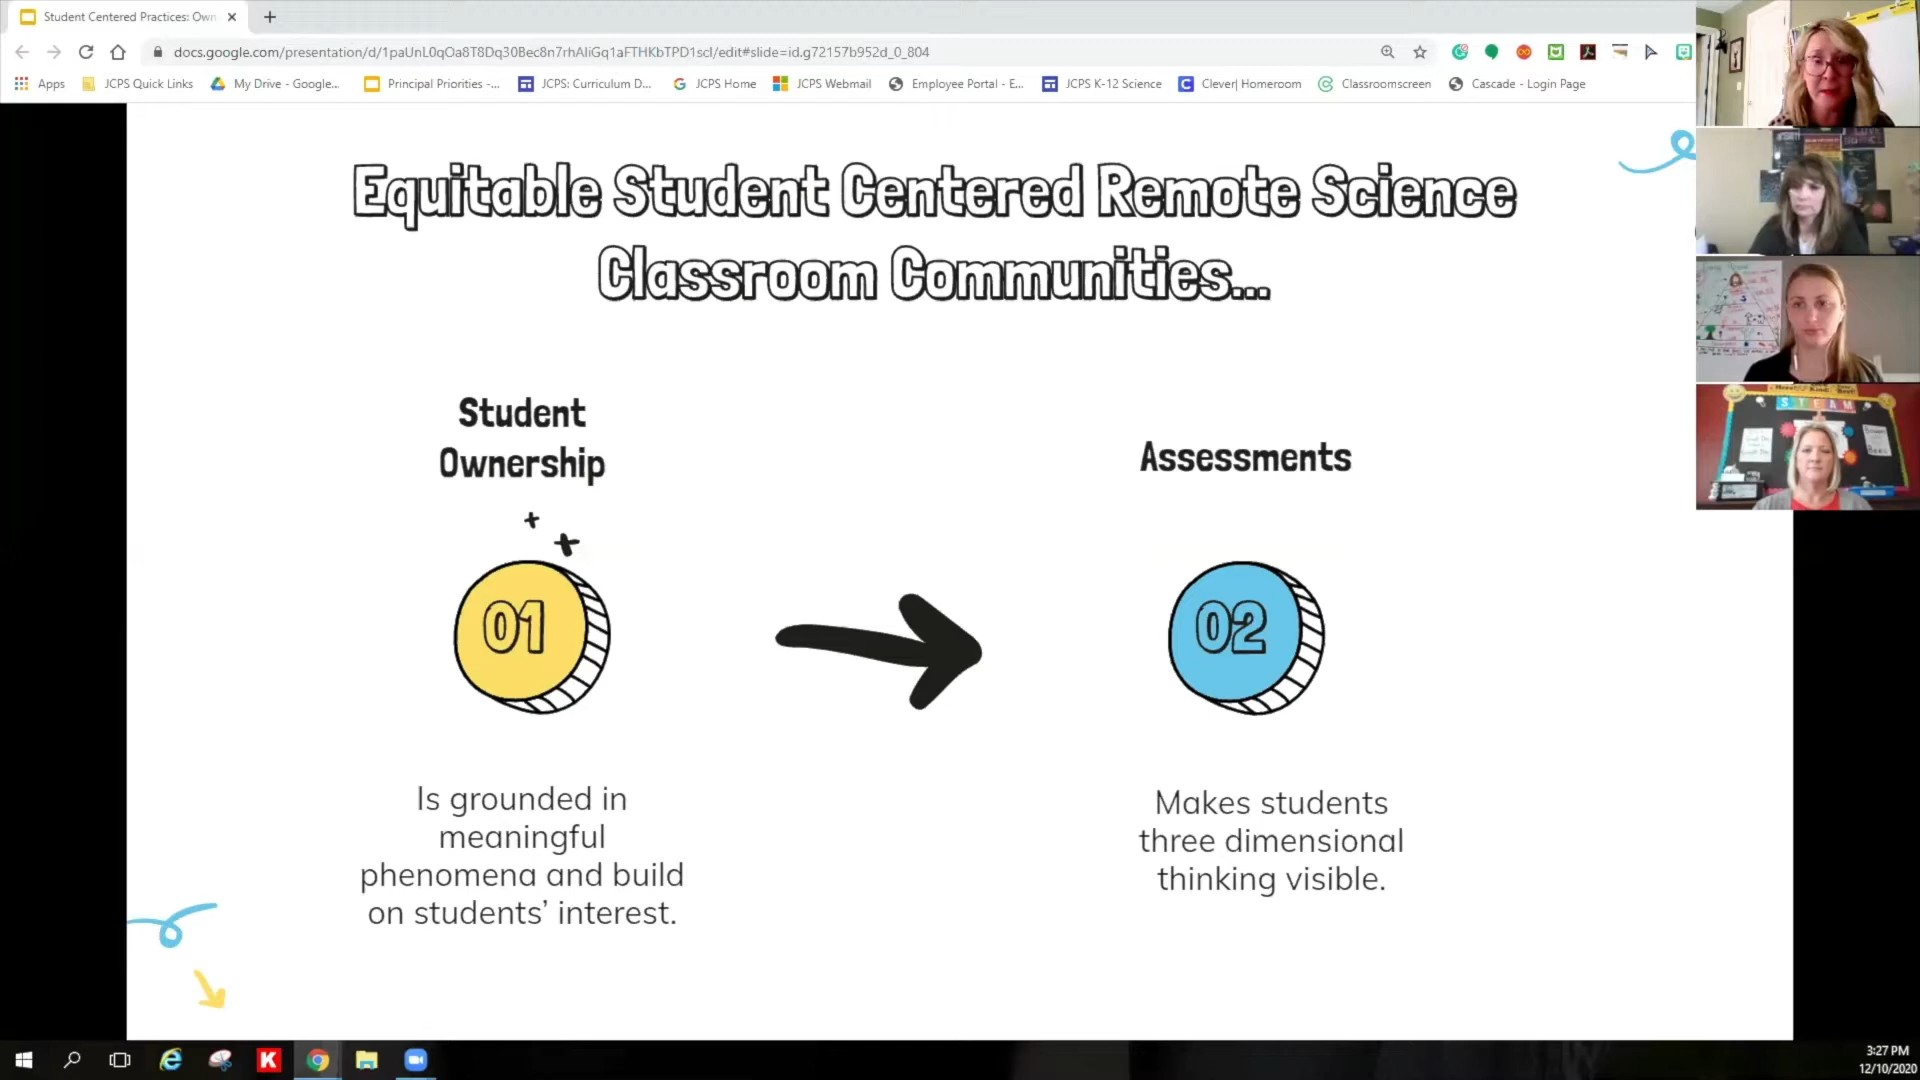 Student Centered Practices: Own
docs.google.com/presentation/d/1paUnL0qOa8T8Dq30Bec8n7rhAliGq1aFTHKbTPD1scI/edit#slide=id.g72157b952d_0_804
Apps JCPS Quick Links My Drive - Google... Principal Priorities -... JCPS: Curriculum D... JCPS Home JCPS Webmail Employee Portal - E... JCPS K-12 Science Clever| Homeroom Classroomscreen Cascade - Login Page
Equitable Student Centered Remote Science
Classroom Communities...
Student
Ownership
Assessments
01
02
Is grounded in
meaningful
phenomena and build
on students’ interest.
Makes students
three dimensional
thinking visible.
STEAM
3:27 PM
12/10/2020